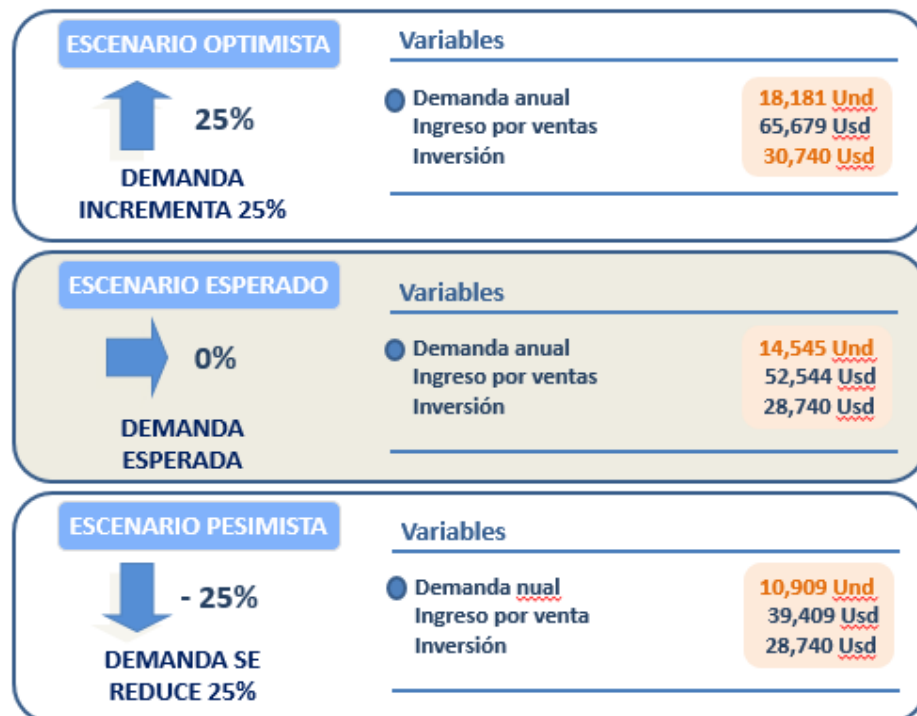 ESCENARIO OPTIMISTA
25%
DEMANDA
INCREMENTA 25%
Variables
Demanda anual 18,181 Und
Ingreso por ventas 65,679 Usd
Inversión 30,740 Usd
ESCENARIO ESPERADO
0%
DEMANDA
ESPERADA
Variables
Demanda anual 14,545 Und
Ingreso por ventas 52,544 Usd
Inversión 28,740 Usd
ESCENARIO PESIMISTA
- 25%
DEMANDA SE
REDUCE 25%
Variables
Demanda nual 10,909 Und
Ingreso por venta 39,409 Usd
Inversión 28,740 Usd